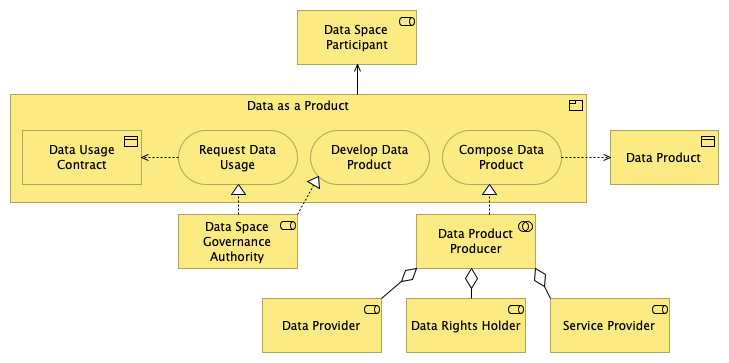 Data Space
Participant
Data as a Product
Data Usage
Contract
Request Data
Usage
Develop Data
Product
Compose Data
Product
Data Product
Data Space
Governance
Authority
Data Product
Producer
Data Provider
Data Rights Holder
Service Provider